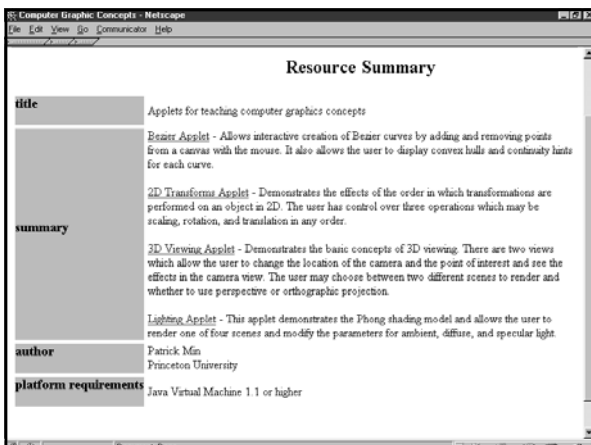 Computer Graphic Concepts - Netscape
File Edit View Go Communicator Help
Resource Summary
title
Applets for teaching computer graphics concepts
summary
Bezier Applet - Allows interactive creation of Bezier curves by adding and removing points
from a canvas with the mouse. It also allows the user to display convex hulls and continuity hints
for each curve.
2D Transforms Applet - Demonstrates the effects of the order in which transformations are
performed on an object in 2D. The user has control over three operations which may be
scaling, rotation, and translation in any order.
3D Viewing Applet - Demonstrates the basic concepts of 3D viewing. There are two views
which allow the user to change the location of the camera and the point of interest and see the
effects in the camera view. The user may choose between two different scenes to render and
whether to use perspective or orthographic projection.
Lighting Applet - This applet demonstrates the Phong shading model and allows the user to
render one of four scenes and modify the parameters for ambient, diffuse, and specular light.
author
Patrick Min
Princeton University
platform requirements
Java Virtual Machine 1.1 or higher